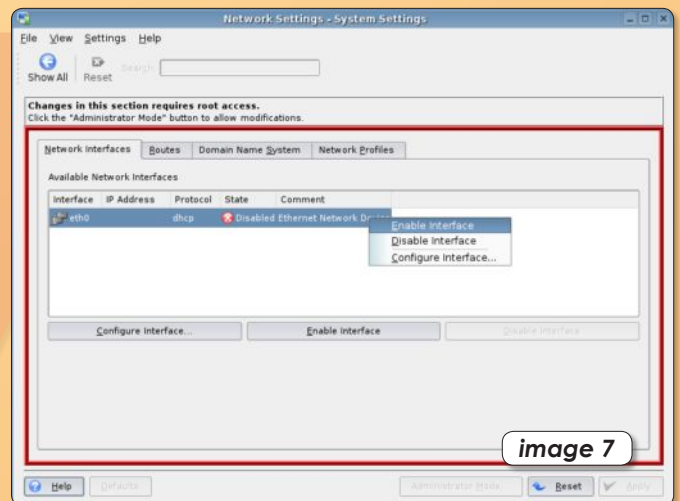 Network Settings - System Settings
File View Settings Help
Show All Reset Search:
Changes in this section requires root access.
Click the "Administrator Mode" button to allow modifications.
Network Interfaces Routes Domain Name System Network Profiles
Available Network Interfaces
Interface IP Address Protocol State Comment
eth0 dhcp Disabled Ethernet Network
Enable Interface
Disable Interface
Configure Interface...
Configure Interface... Enable Interface Disable Interface
image 7
Help Defaults Administrator Mode... Reset Apply